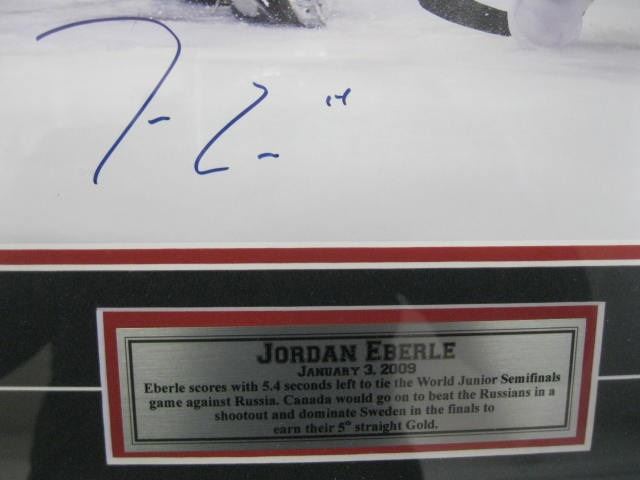 14
JORDAN EBERLE
JANUARY 3, 2009
Eberle scores with 5.4 seconds left to tie the World Junior Semifinals
game against Russia. Canada would go on to beat the Russians in a
shootout and dominate Sweden in the finals to
earn their 5th straight Gold.